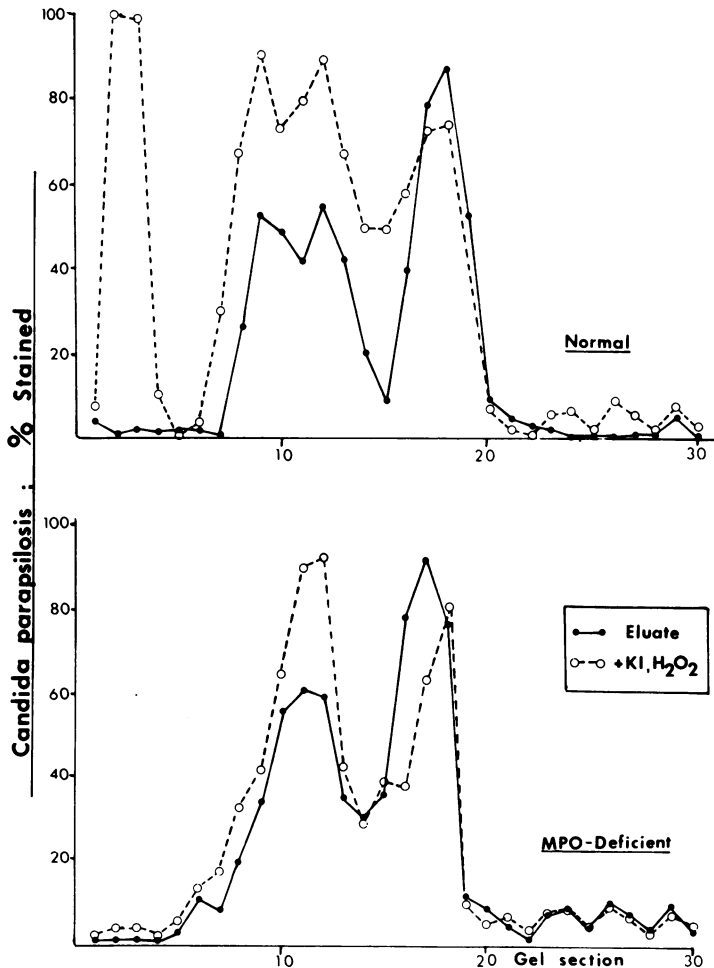 100
80
60
40
20
Normal
10
20
30
Candida parapsilosis : % Stained
100
80
60
40
20
Eluate
+KI, H₂O₂
MPO-Deficient
10
20
Gel section
30